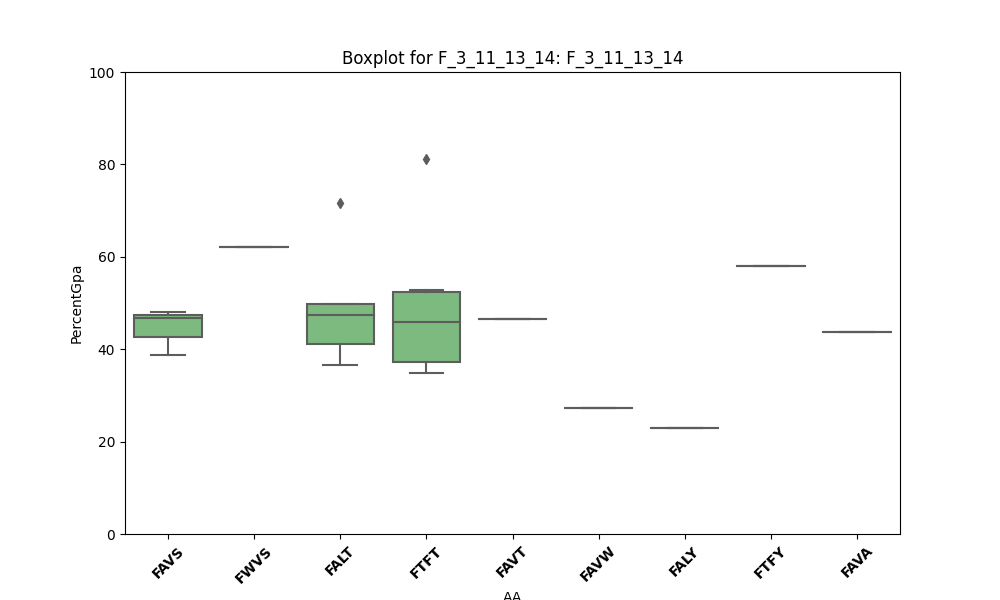 Boxplot for F_3_11_13_14: F_3_11_13_14
100
80
60
40
20
0
PercentGpa
FAVS
FWVS
FALT
FTFT
FAVT
FAVW
FALY
FTFY
FAVA
AA